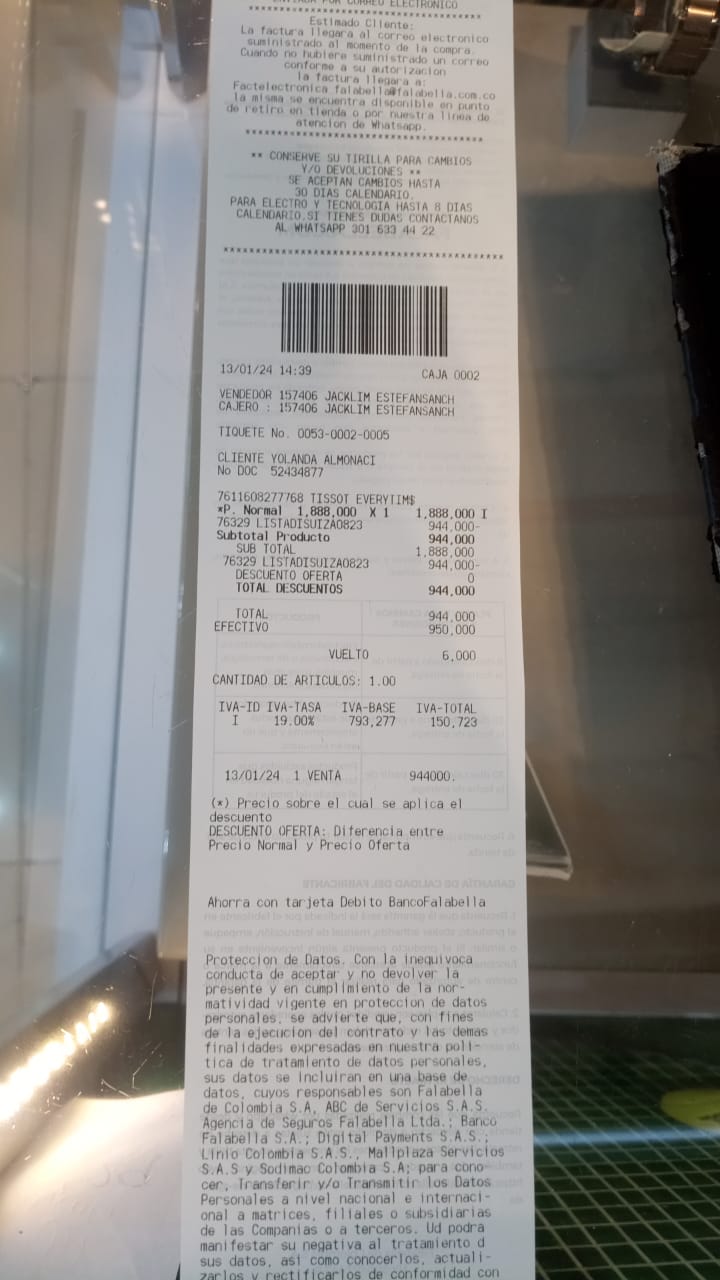 ENTRADA POR CORREO ELECTRONICO
****************************************
Estimado Cliente:
La factura llegara al correo electronico
suministrado al momento de la compra.
Cuando no hubiere suministrado un correo
conforme a su autorizacion
la factura llegara a:
Factelectronica falabella@falabella.com.co
la misma se encuentra disponible en punto
de retiro en tienda o por nuestra linea de
atencion de Whatsapp.
****************************************
** CONSERVE SU TIRILLA PARA CAMBIOS
Y/O DEVOLUCIONES **
SE ACEPTAN CAMBIOS HASTA
30 DIAS CALENDARIO.
PARA ELECTRO Y TECNOLOGIA HASTA 8 DIAS
CALENDARIO.SI TIENES DUDAS CONTACTANOS
AL WHATSAPP 301 633 44 22
****************************************
13/01/24 14:39 CAJA 0002
VENDEDOR 157406 JACKLIM ESTEFANSANCH
CAJERO : 157406 JACKLIM ESTEFANSANCH
TIQUETE No. 0053-0002-0005
CLIENTE YOLANDA ALMONACI
No DOC 52434877
7611608277768 TISSOT EVERYTIM$
*P. Normal 1,888,000 X 1 1,888,000 I
76329 LISTADISUIZA0823 944,000-
Subtotal Producto 944,000
SUB TOTAL 1,888,000
76329 LISTADISUIZA0823 944,000-
DESCUENTO OFERTA 0
TOTAL DESCUENTOS 944,000
TOTAL 944,000
EFECTIVO 950,000
VUELTO 6,000
CANTIDAD DE ARTICULOS: 1.00
IVA-ID IVA-TASA IVA-BASE IVA-TOTAL
I 19.00% 793,277 150,723
13/01/24 1 VENTA 944000.
(*) Precio sobre el cual se aplica el
descuento
DESCUENTO OFERTA: Diferencia entre
Precio Normal y Precio Oferta
Ahorra con tarjeta Debito BancoFalabella
Proteccion de Datos. Con la inequivoca
conducta de aceptar y no devolver la
presente y en cumplimiento de la nor-
matividad vigente en proteccion de datos
personales, se advierte que, con fines
de la ejecucion del contrato y las demas
finalidades expresadas en nuestra poli-
tica de tratamiento de datos personales,
sus datos se incluiran en una base de
datos, cuyos responsables son Falabella
de Colombia S.A, ABC de Servicios S.A.S.
Agencia de Seguros Falabella Ltda.; Banco
Falabella S.A.; Digital Payments S.A.S.;
Linio Colombia S.A.S., Mallplaza Servicios
S.A.S y Sodimac Colombia S.A; para cono-
cer, Transferir y/o Transmitir los Datos
Personales a nivel nacional e internaci-
onal a matrices, filiales o subsidiarias
de las Companias o a terceros. Ud podra
manifestar su negativa al tratamiento d
sus datos, asi como conocerlos, actuali-
zarlos y rectificarlos de conformidad con